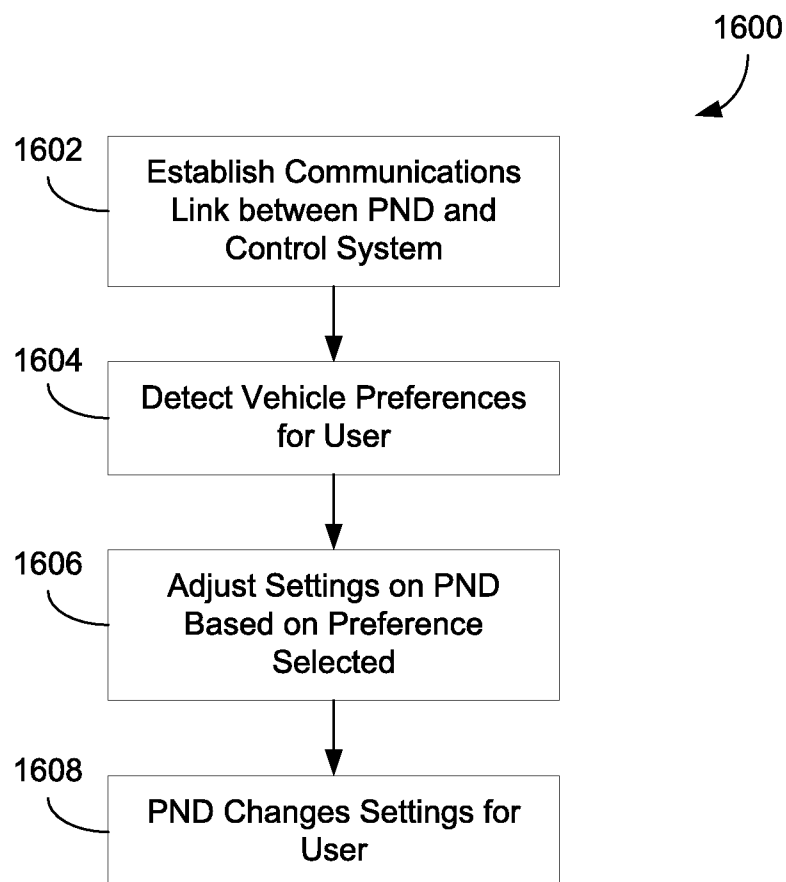 1600
1602
Establish Communications
Link between PND and
Control System
1604
Detect Vehicle Preferences
for User
1606
Adjust Settings on PND
Based on Preference
Selected
1608
PND Changes Settings for
User